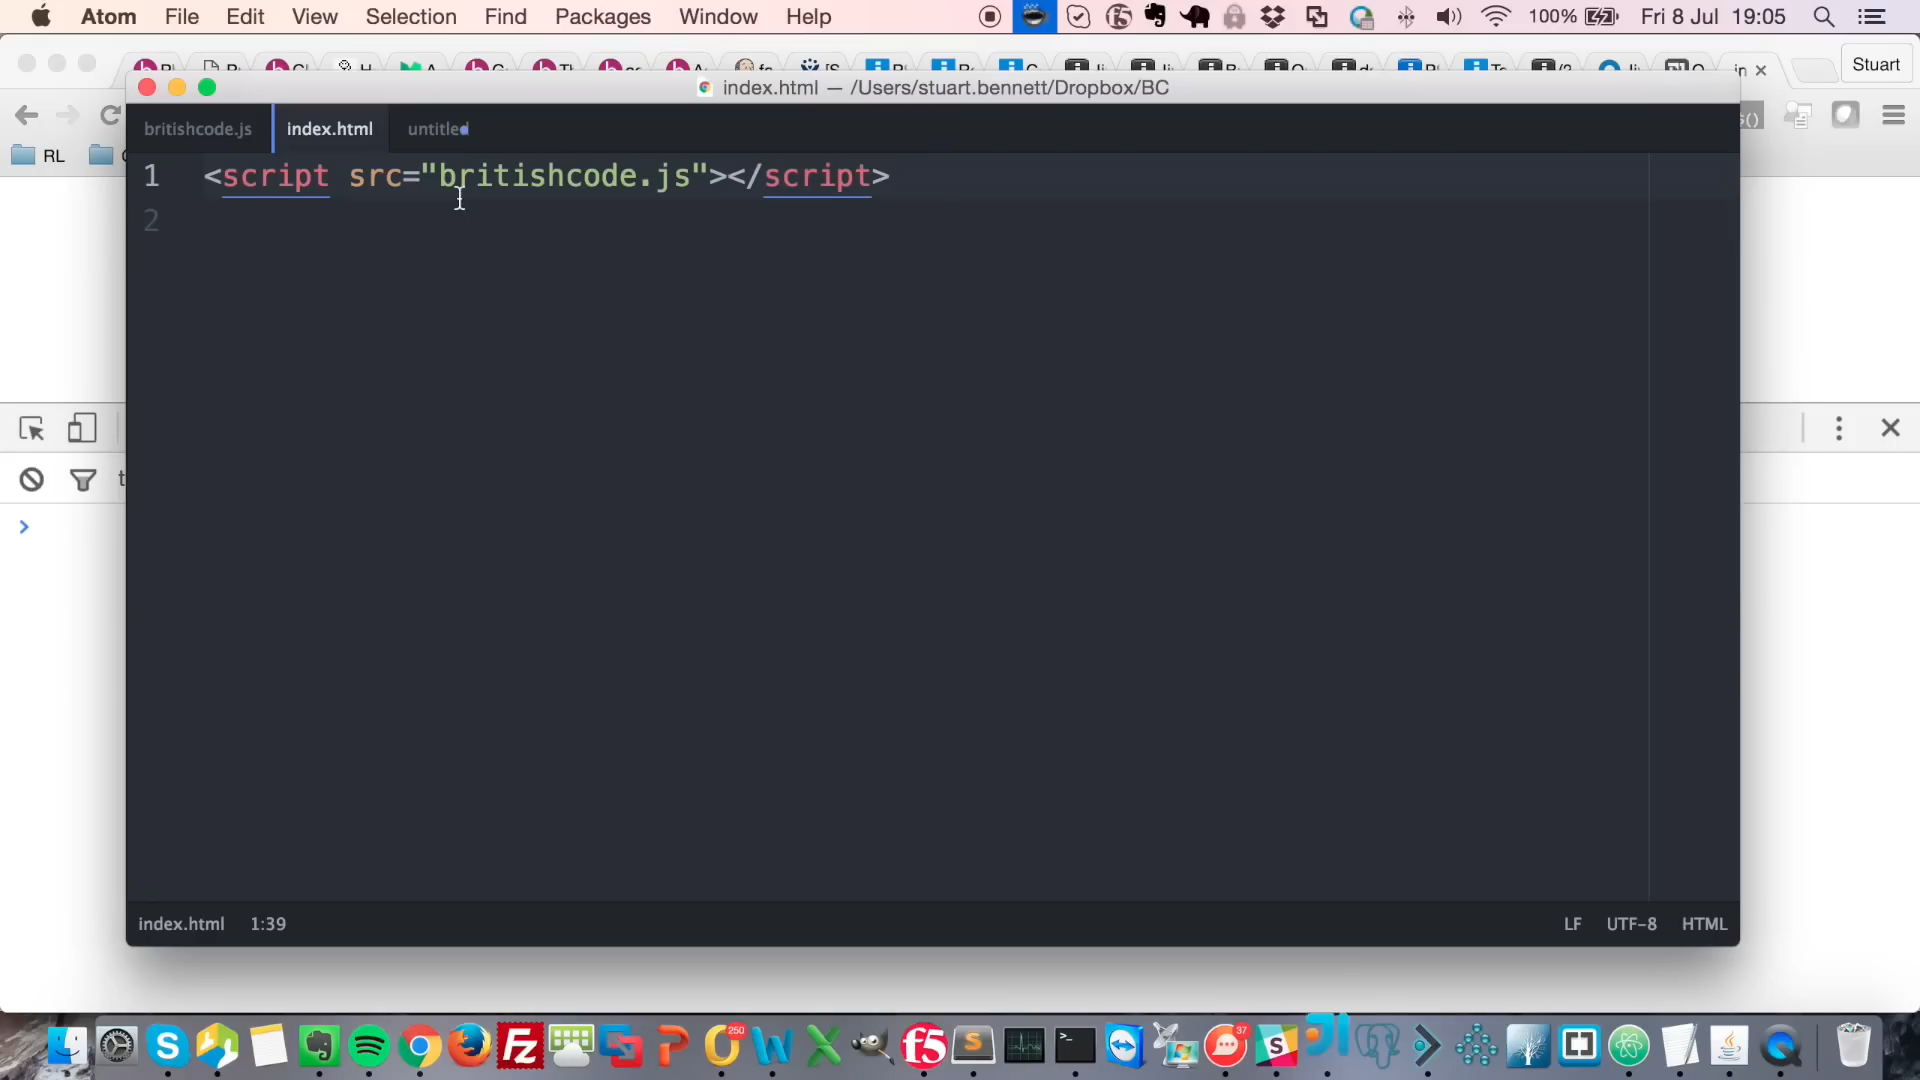 Atom File Edit View Selection Find Packages Window Help 100% Fri 8 Jul 19:05
Stuart
index.html — /Users/stuart.bennett/Dropbox/BC
britishcode.js index.html untitled
RL
1 <script src="britishcode.js"></script>
2
index.html 1:39 LF UTF-8 HTML
250
37